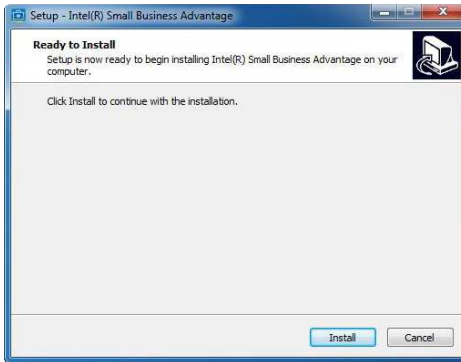 Setup - Intel(R) Small Business Advantage
Ready to Install
Setup is now ready to begin installing Intel(R) Small Business Advantage on your
computer.
Click Install to continue with the installation.
Install
Cancel